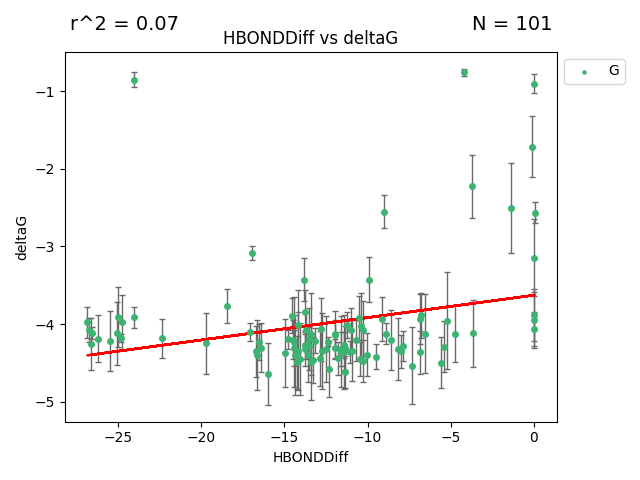 r^2 = 0.07
N = 101
HBONDDiff vs deltaG
G
deltaG
−1
−2
−3
−4
−5
−25
−20
−15
−10
−5
0
HBONDDiff